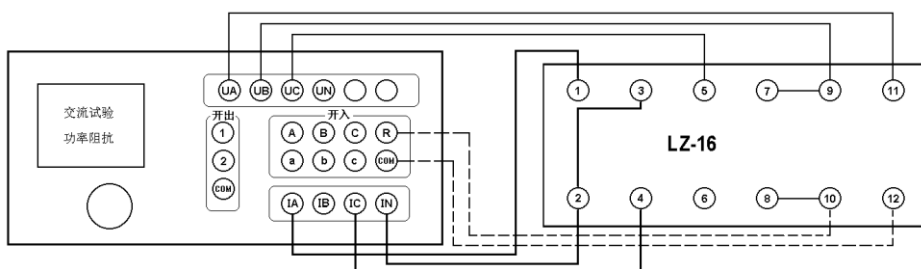 UA UB UC UN
1 3 5 7 9 11
交流试验
功率阻抗
开出
开入
1
A B C R
LZ-16
2
a b c COM
COM
IA IB IC IN
2 4 6 8 10 12